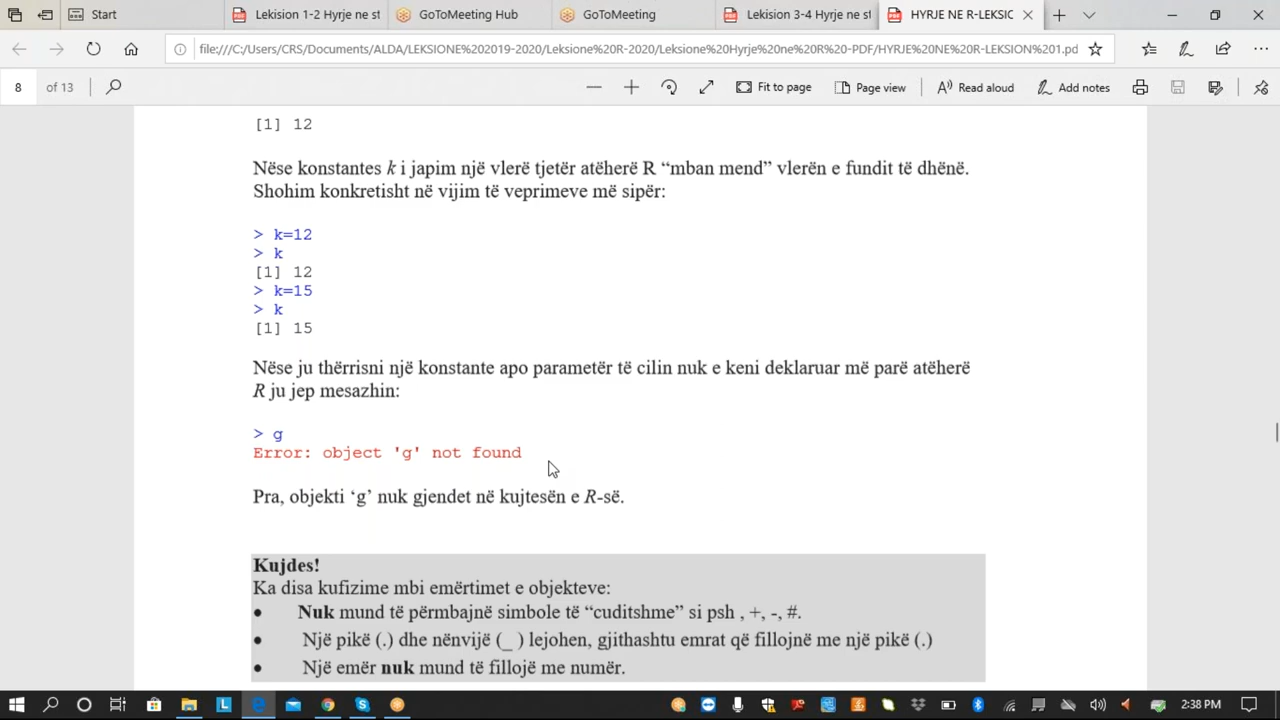 Start
Lekision 1-2 Hyrje ne st
GoToMeeting Hub
GoToMeeting
Lekision 3-4 Hyrje ne st
HYRJE NE R-LEKSIC
file:///C:/Users/CRS/Documents/ALDA/LEKSIONE%202019-2020/Leksione%20R-2020/Leksione%20Hyrje%20ne%20R%20-PDF/HYRJE%20NE%20R-LEKSION%201.pd
8 of 13
Fit to page
Page view
Read aloud
Add notes
[1] 12
Nëse konstantes k i japim një vlerë tjetër atëherë R “mban mend” vlerën e fundit të dhënë.
Shohim konkretisht në vijim të veprimeve më sipër:
> k=12
> k
[1] 12
> k=15
> k
[1] 15
Nëse ju thërrisni një konstante apo parametër të cilin nuk e keni deklaruar më parë atëherë
R ju jep mesazhin:
> g
Error: object 'g' not found
Pra, objekti ‘g’ nuk gjendet në kujtesën e R-së.
Kujdes!
Ka disa kufizime mbi emërtimet e objekteve:
• Nuk mund të përmbajnë simbole të “cuditshme” si psh , +, -, #.
• Një pikë (.) dhe nënvijë (_ ) lejohen, gjithashtu emrat që fillojnë me një pikë (.)
• Një emër nuk mund të fillojë me numër.
2:38 PM